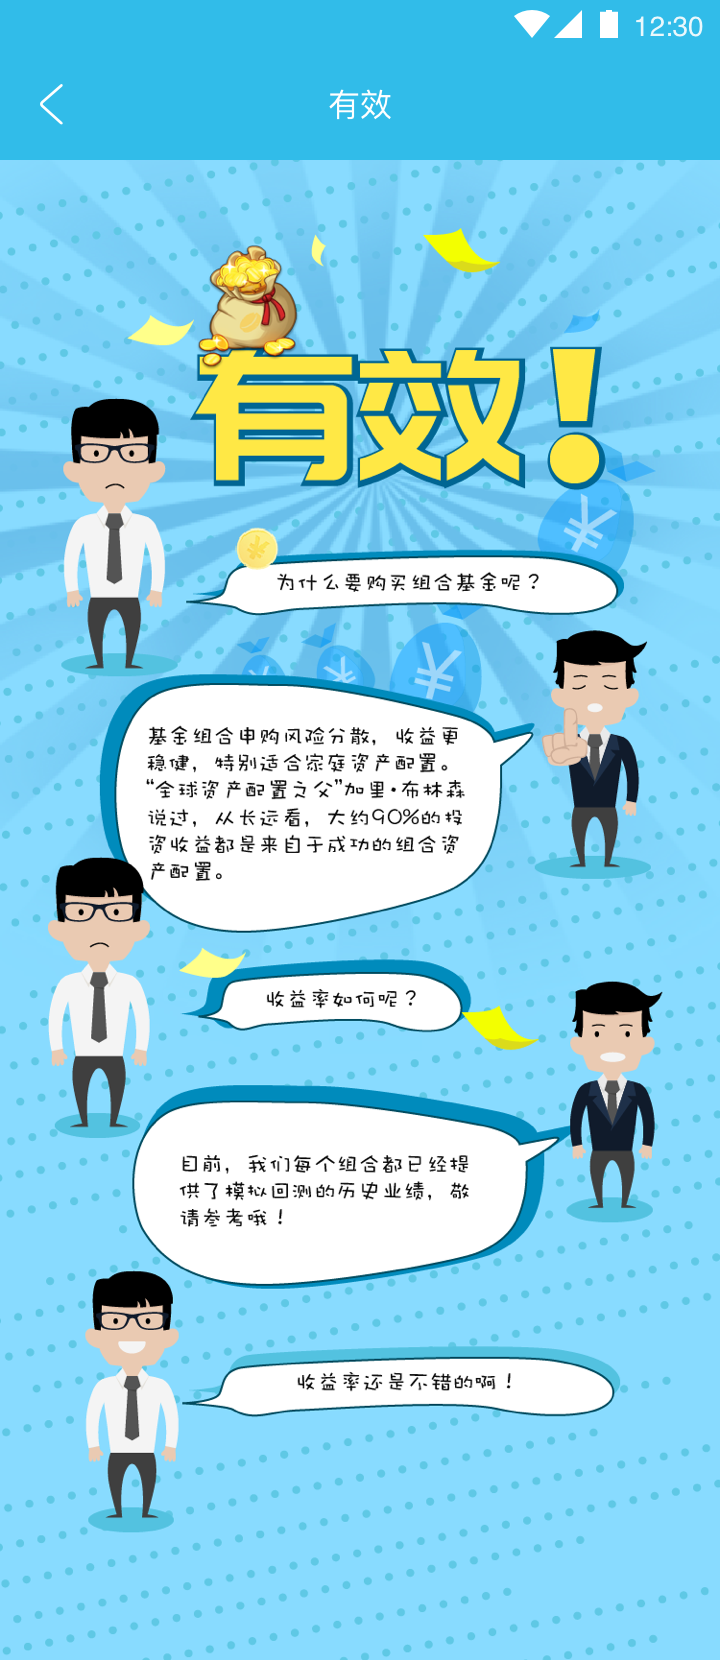 12:30
有效
有效！
为什么要购买组合基金呢？
基金组合申购风险分散，收益更
稳健，特别适合家庭资产配置。
“全球资产配置之父”加里·布林森
说过，从长远看，大约90%的投
资收益都是来自于成功的组合资
产配置。
收益率如何呢？
目前，我们每个组合都已经提
供了模拟回测的历史业绩，敬
请参考哦！
收益率还是不错的啊！